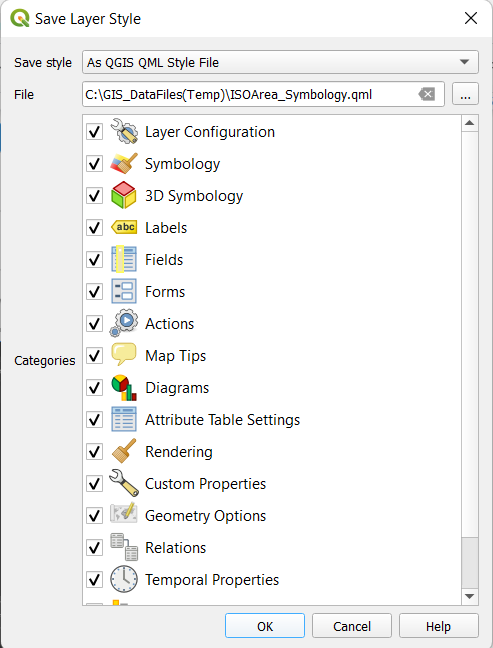 Save Layer Style
Save style As QGIS QML Style File
File C:\GIS_DataFiles(Temp)\ISOArea_Symbology.qml ...
Layer Configuration
Symbology
3D Symbology
abc Labels
Fields
Forms
Actions
Categories Map Tips
Diagrams
Attribute Table Settings
Rendering
Custom Properties
Geometry Options
Relations
Temporal Properties
OK Cancel Help